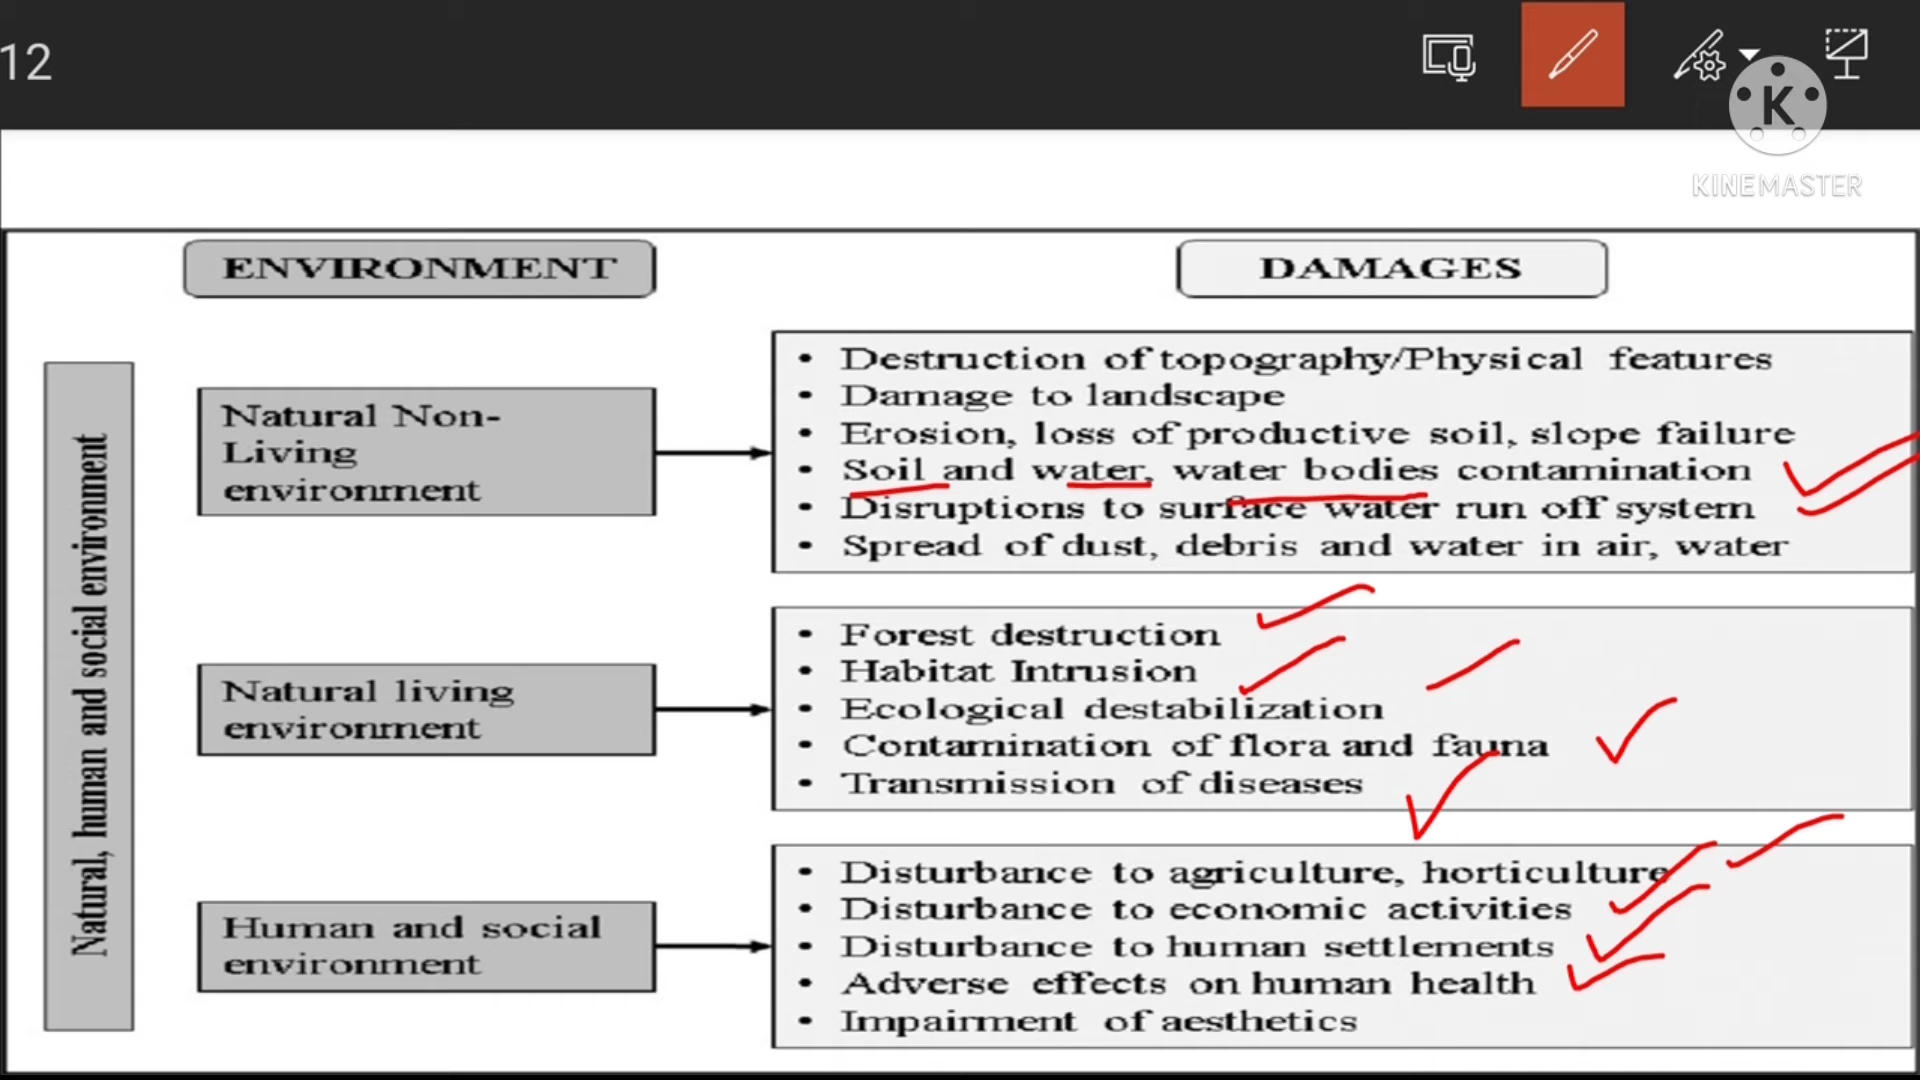 12
K
KINEMASTER
ENVIRONMENT
DAMAGES
Natural, human and social environment
Natural Non-
Living
environment
• Destruction of topography/Physical features
• Damage to landscape
• Erosion, loss of productive soil, slope failure
• Soil and water, water bodies contamination
• Disruptions to surface water run off system
• Spread of dust, debris and water in air, water
Natural living
environment
• Forest destruction
• Habitat Intrusion
• Ecological destabilization
• Contamination of flora and fauna
• Transmission of diseases
Human and social
environment
• Disturbance to agriculture, horticulture
• Disturbance to economic activities
• Disturbance to human settlements
• Adverse effects on human health
• Impairment of aesthetics